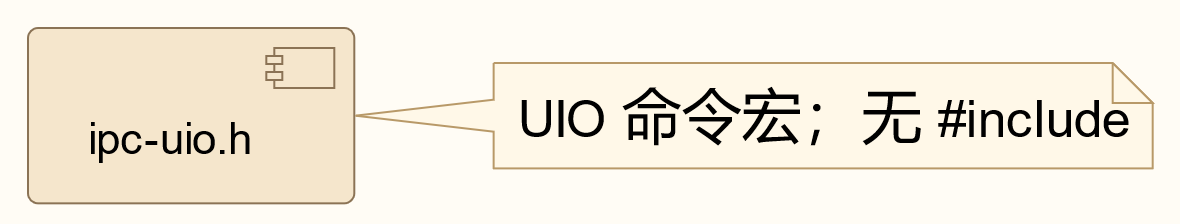 ipc-uio.h
UIO 命令宏；无 #include